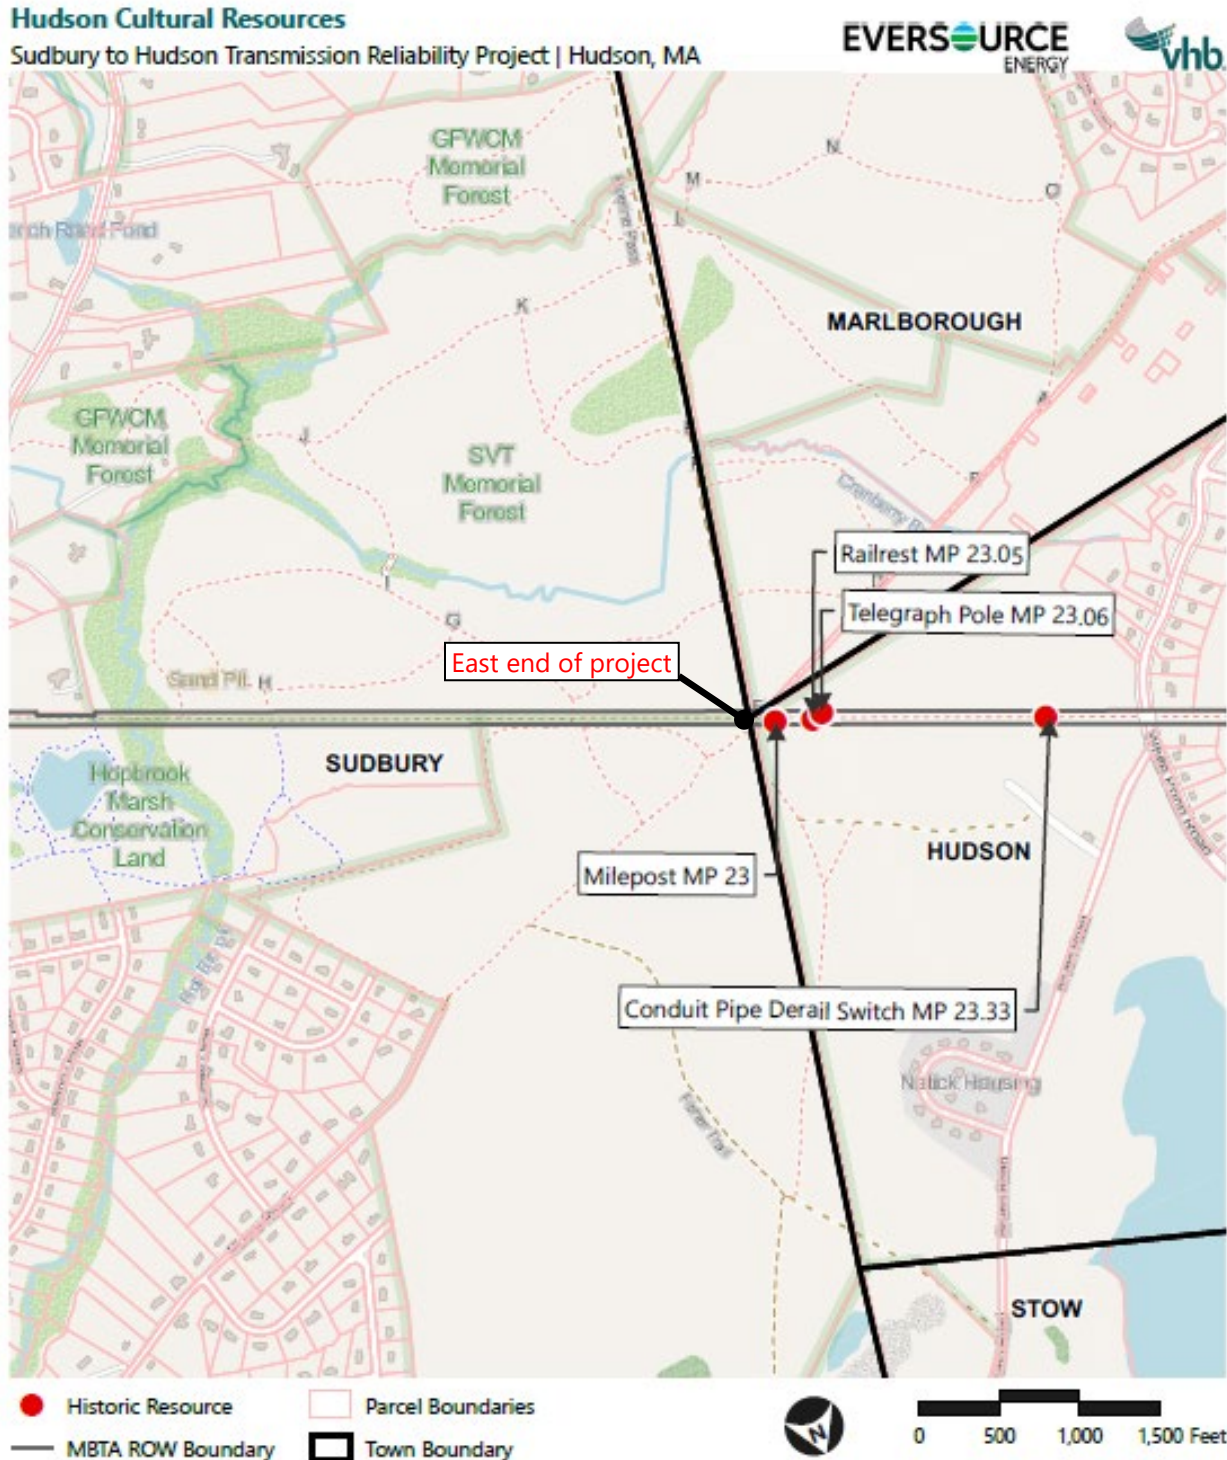 Hudson Cultural Resources
Sudbury to Hudson Transmission Reliability Project | Hudson, MA
EVERSOURCE
ENERGY
vhb
GFWCM
Memorial
Forest
N
M
O
L
K
MARLBOROUGH
A
GFWCM
Memorial
Forest
J
SVT
Memorial
Forest
Cranberry
Railrest MP 23.05
I
Telegraph Pole MP 23.06
G
East end of project
Sand Pit
H
SUDBURY
Hopbrook
Marsh
Conservation
Land
HUDSON
Milepost MP 23
Conduit Pipe Derail Switch MP 23.33
Natick Housing
Fisher Trail
STOW
Historic Resource
Parcel Boundaries
MBTA ROW Boundary
Town Boundary
N
0 500 1,000 1,500 Feet